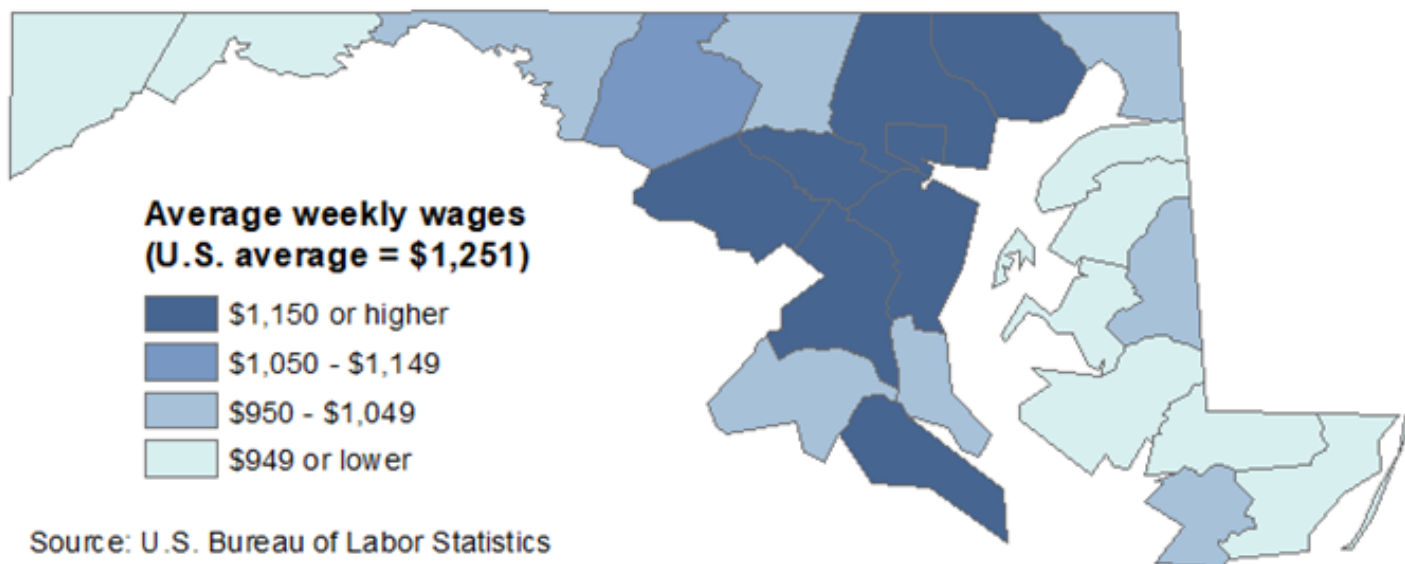 Average weekly wages
(U.S. average = $1,251)
$1,150 or higher
$1,050 - $1,149
$950 - $1,049
$949 or lower
Source: U.S. Bureau of Labor Statistics